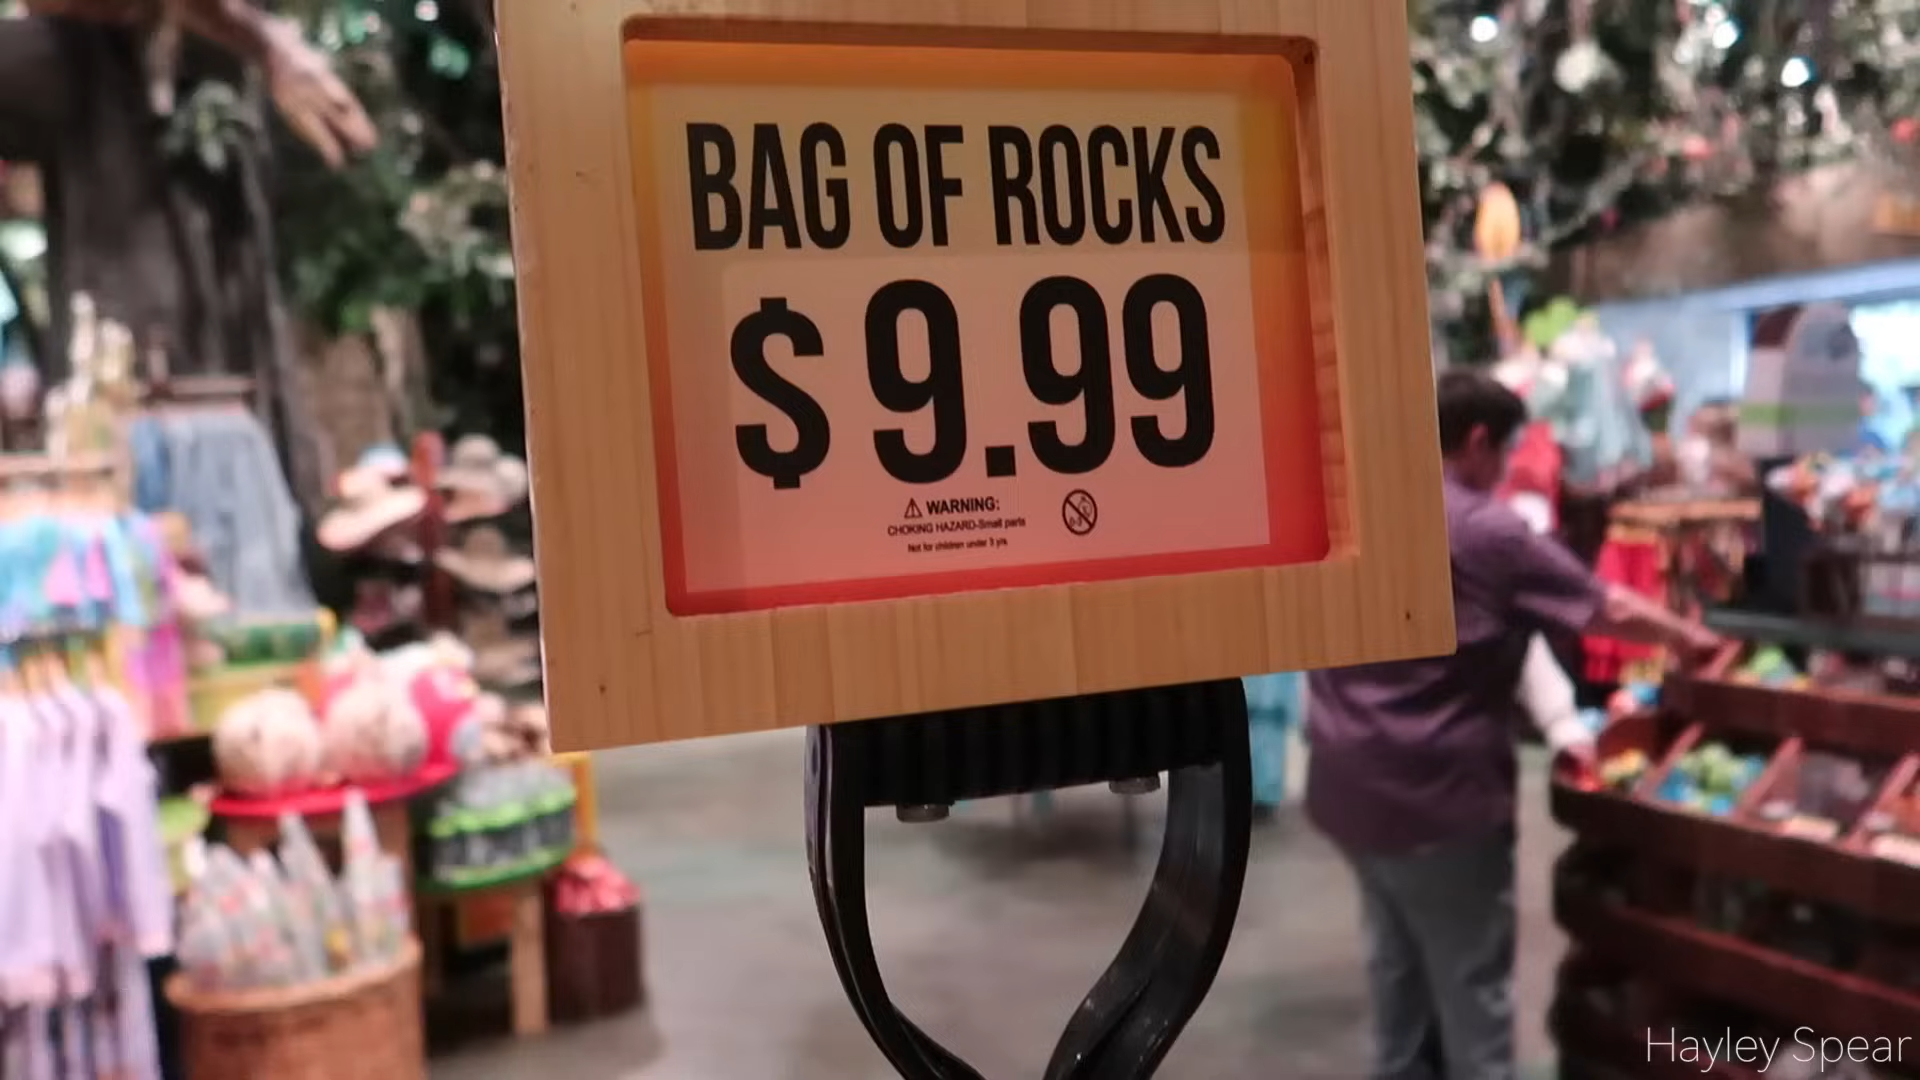 BAG OF ROCKS
$9.99
⚠ WARNING:
CHOKING HAZARD-Small parts
Not for children under 3 yrs.
Hayley Spear